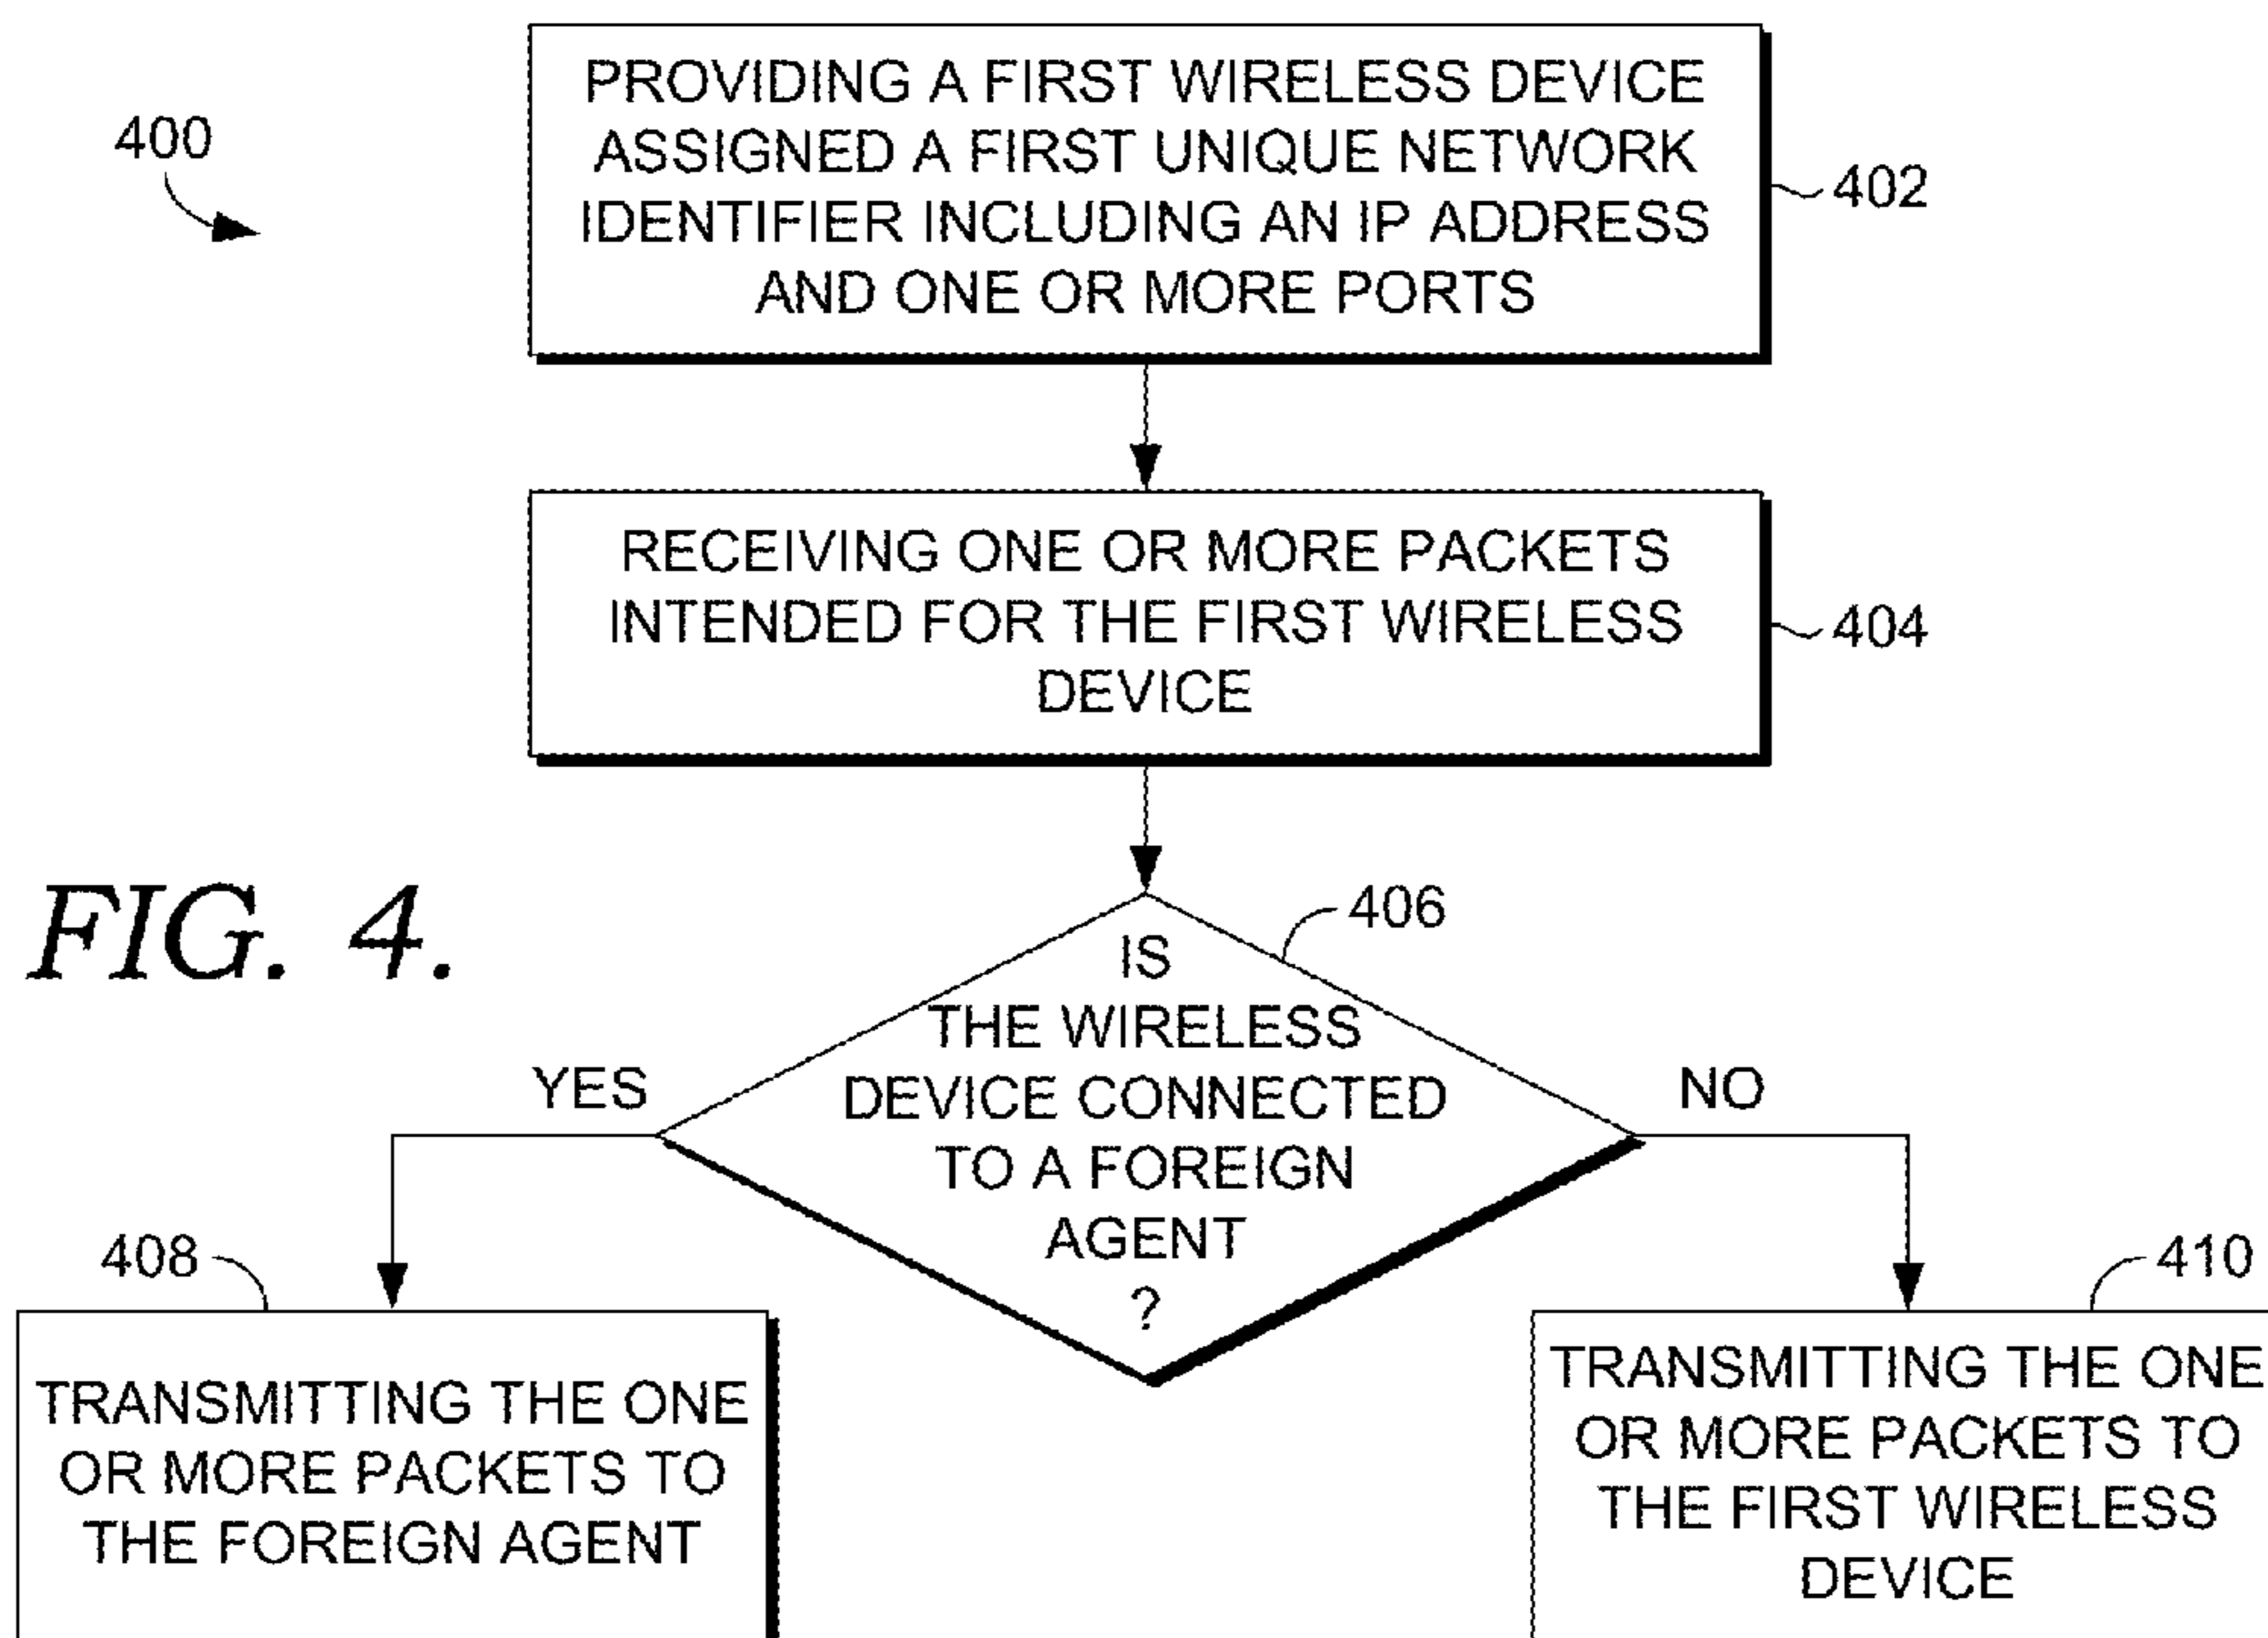 400
PROVIDING A FIRST WIRELESS DEVICE
ASSIGNED A FIRST UNIQUE NETWORK
IDENTIFIER INCLUDING AN IP ADDRESS
AND ONE OR MORE PORTS
402
RECEIVING ONE OR MORE PACKETS
INTENDED FOR THE FIRST WIRELESS
DEVICE
404
FIG. 4.
406
IS
THE WIRELESS
DEVICE CONNECTED
TO A FOREIGN
AGENT
?
YES
NO
408
TRANSMITTING THE ONE
OR MORE PACKETS TO
THE FOREIGN AGENT
410
TRANSMITTING THE ONE
OR MORE PACKETS TO
THE FIRST WIRELESS
DEVICE